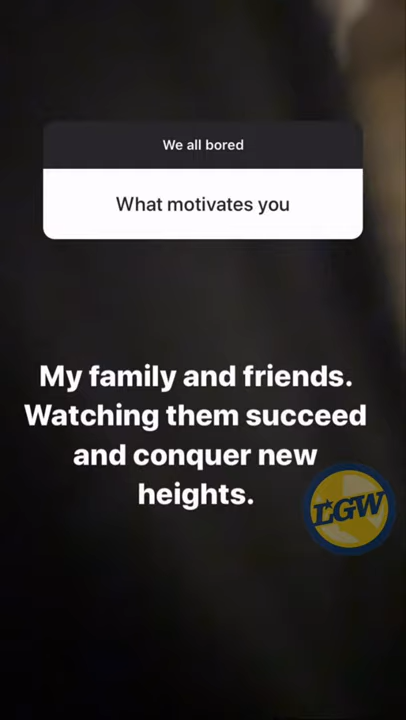 We all bored
What motivates you
My family and friends.
Watching them succeed
and conquer new
heights.
LGW